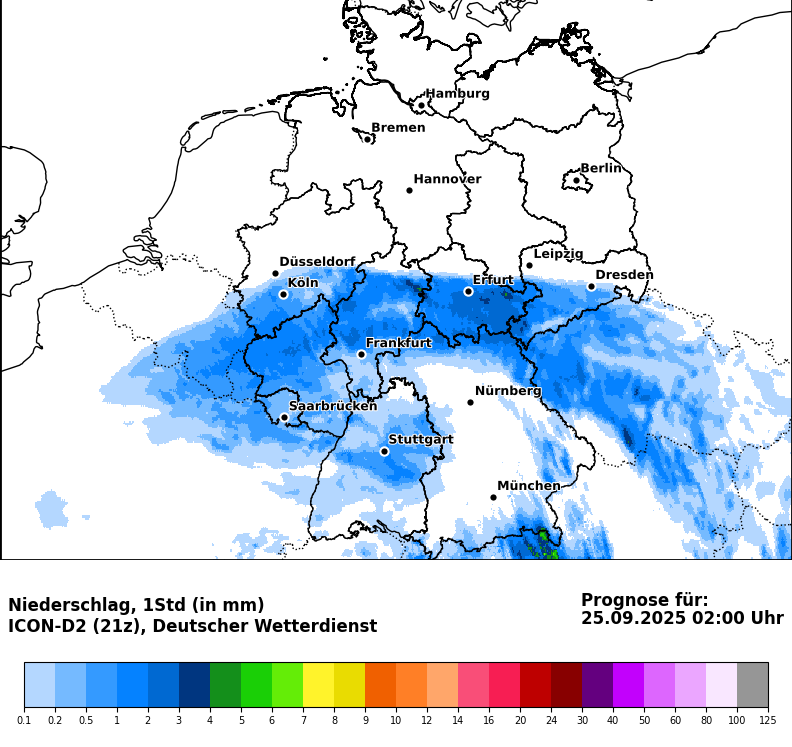 Hamburg
Bremen
Berlin
Hannover
Leipzig
Düsseldorf
Dresden
Köln
Erfurt
Frankfurt
Nürnberg
Saarbrücken
Stuttgart
München
Niederschlag, 1Std (in mm)
ICON-D2 (21z), Deutscher Wetterdienst
Prognose für:
25.09.2025 02:00 Uhr
0.1 0.2 0.5 1 2 3 4 5 6 7 8 9 10 12 14 16 20 24 30 40 50 60 80 100 125